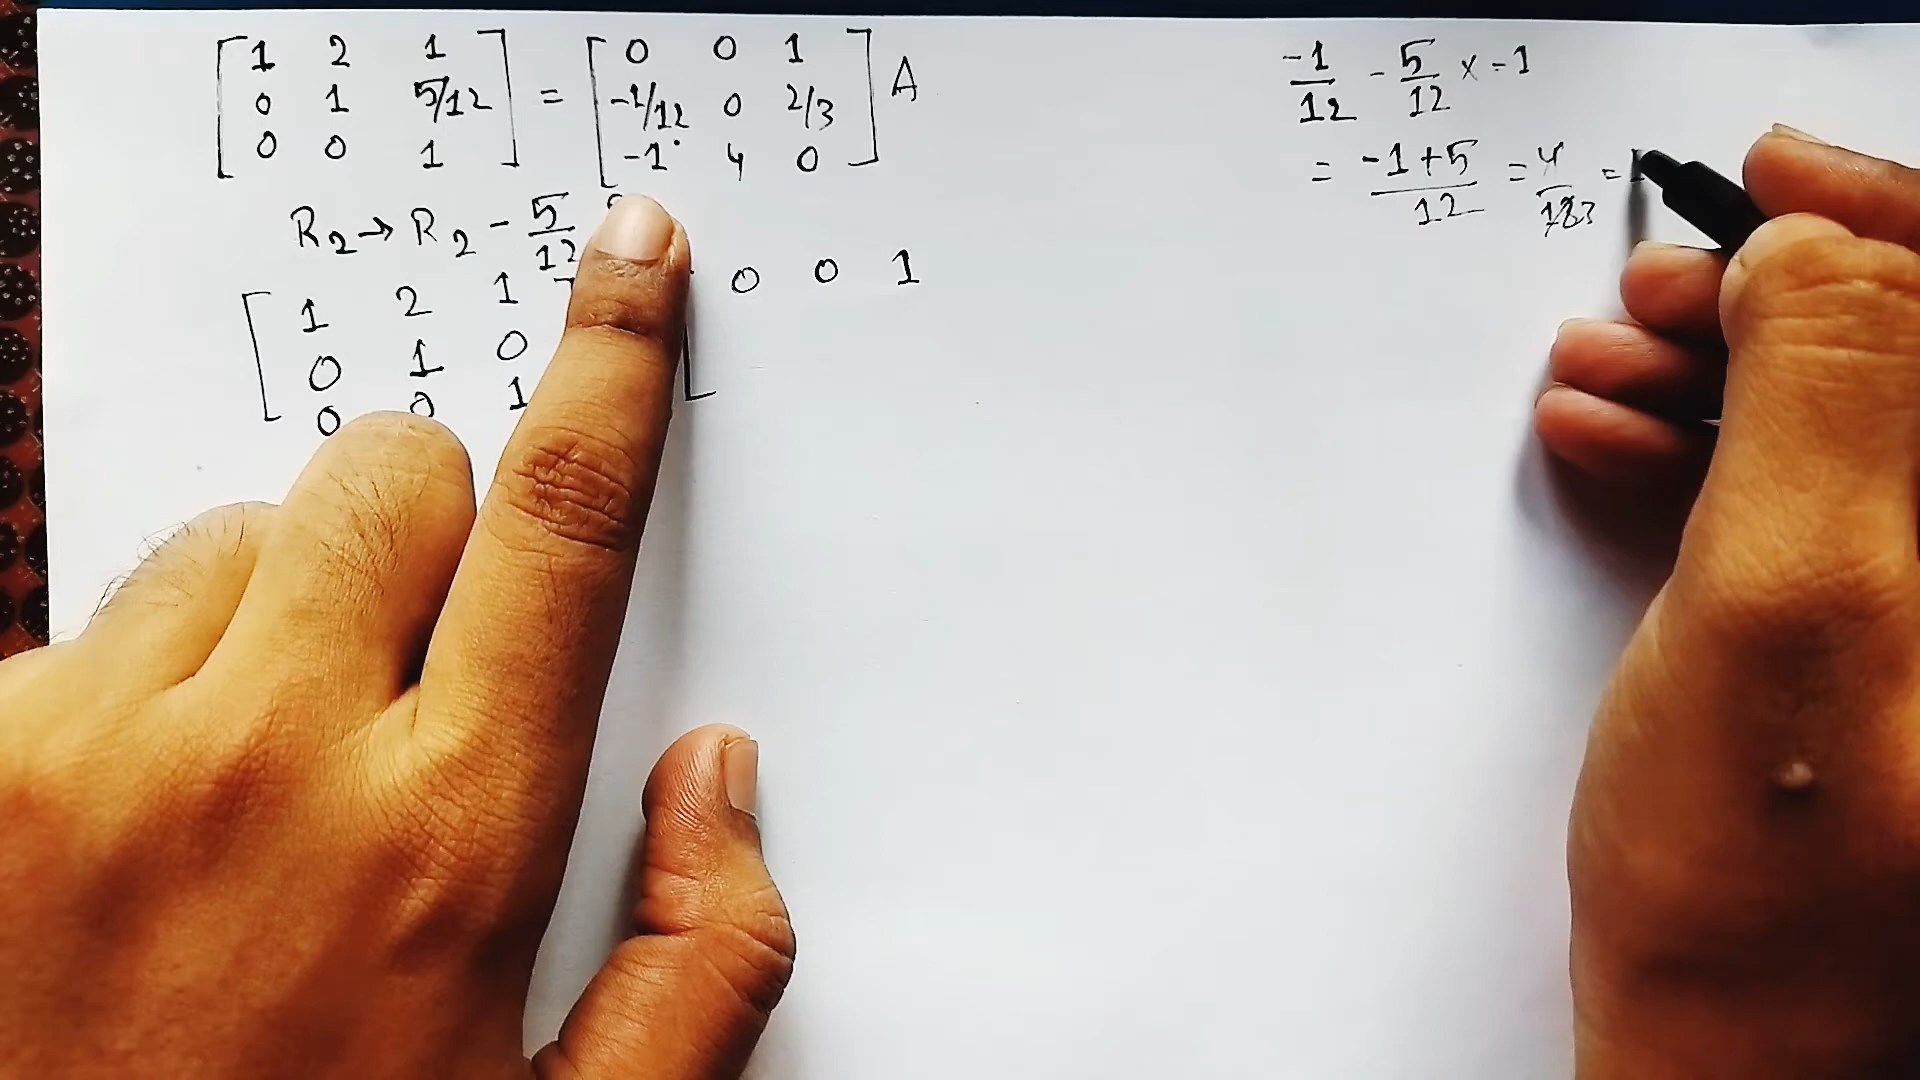 [1 2 1] = [0 0 1] A
[0 1 5/12] [-1/12 0 2/3]
[0 0 1] [-1 4 0]
R2 → R2 - 5/12
[1 2 1] [0 0 1
0 1 0
0 0 1
-1/12 - 5/12 x -1
= -1+5/12 = 4/12 3 = 1